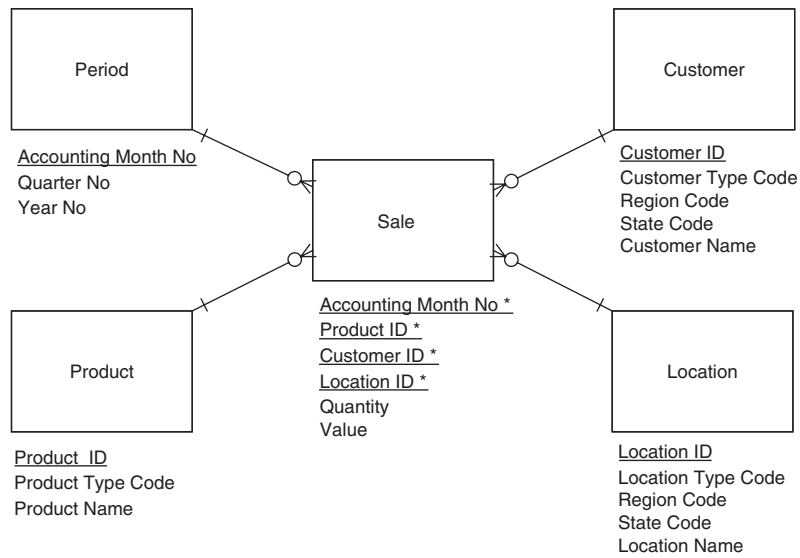 Period
Accounting Month No
Quarter No
Year No
Customer
Customer ID
Customer Type Code
Region Code
State Code
Customer Name
Sale
Accounting Month No *
Product ID *
Customer ID *
Location ID *
Quantity
Value
Product
Product ID
Product Type Code
Product Name
Location
Location ID
Location Type Code
Region Code
State Code
Location Name